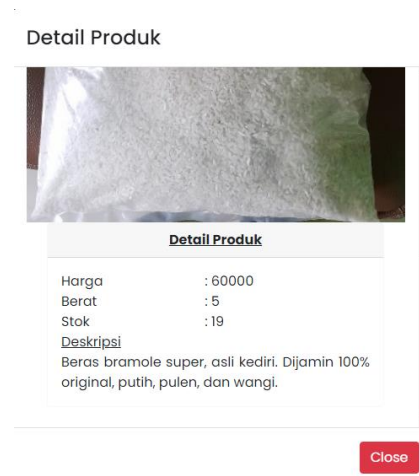 Detail Produk
Detail Produk
Harga : 60000
Berat : 5
Stok : 19
Deskripsi
Beras bramole super, asli kediri. Dijamin 100%
original, putih, pulen, dan wangi.
Close